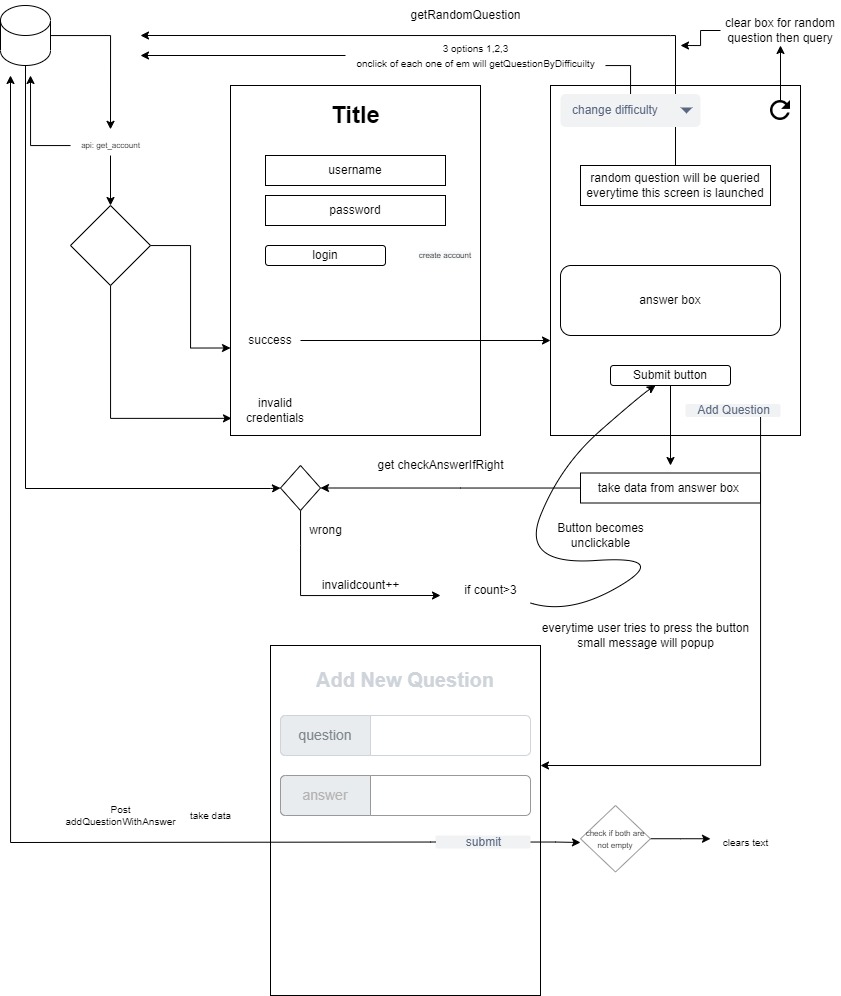 getRandomQuestion
clear box for random
question then query
3 options 1,2,3
onclick of each one of em will getQuestionByDifficuilty
Title
change difficulty
api: get_account
username
random question will be queried
everytime this screen is launched
password
login
create account
answer box
success
Submit button
invalid
credentials
Add Question
get checkAnswerIfRight
take data from answer box
wrong
Button becomes
unclickable
invalidcount++
if count>3
everytime user tries to press the button
small message will popup
Add New Question
question
answer
Post
addQuestionWithAnswer
take data
submit
check if both are
not empty
clears text